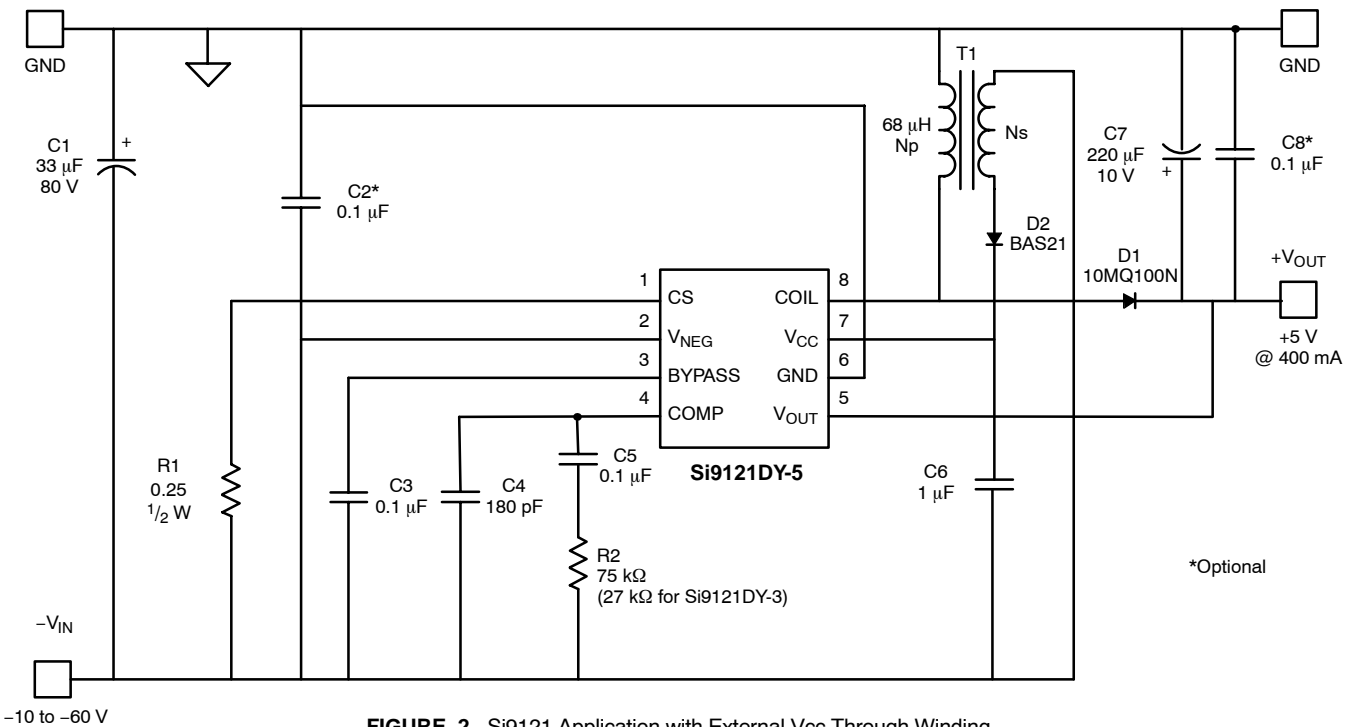 GND
GND
T1
68 μH
Np
Ns
C1
33 μF
80 V
+
C7
220 μF
10 V
+
C8*
0.1 μF
C2*
0.1 μF
D2
BAS21
D1
10MQ100N
+VOUT
+5 V
@ 400 mA
1
CS
COIL
8
2
VNEG
VCC
7
3
BYPASS
GND
6
4
COMP
VOUT
5
Si9121DY-5
R1
0.25
1/2 W
C3
0.1 μF
C4
180 pF
C5
0.1 μF
C6
1 μF
R2
75 kΩ
(27 kΩ for Si9121DY-3)
*Optional
−VIN
−10 to −60 V
FIGURE 2. Si9121 Application with External Vcc Through Winding